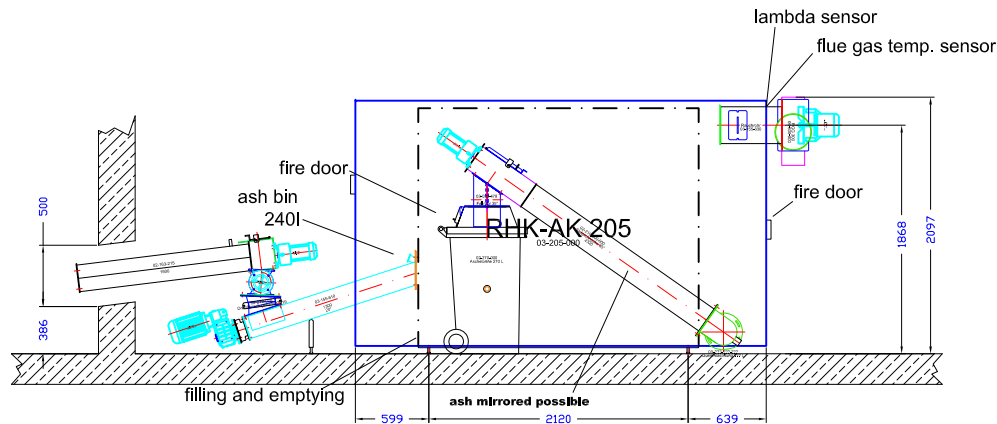 lambda sensor
flue gas temp. sensor
fire door
ash bin
240l
fire door
500
386
RHK-AK 205
03-205-000
1868
2097
filling and emptying
ash mirrored possible
599
2120
639